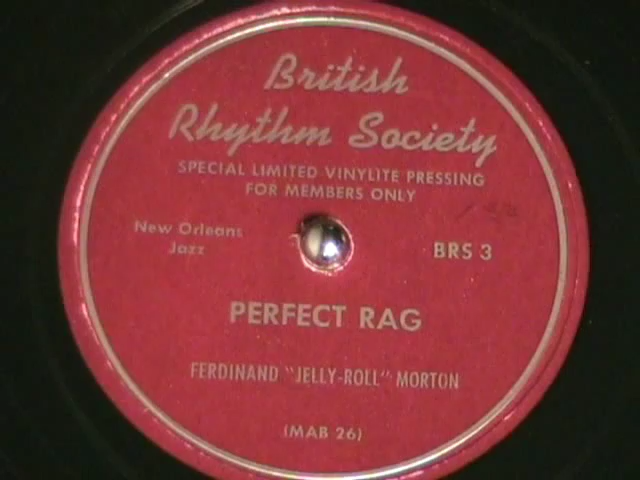 British
Rhythm Society
SPECIAL LIMITED VINYLITE PRESSING
FOR MEMBERS ONLY
New Orleans
Jazz
BRS 3
PERFECT RAG
FERDINAND "JELLY-ROLL" MORTON
(MAB 26)